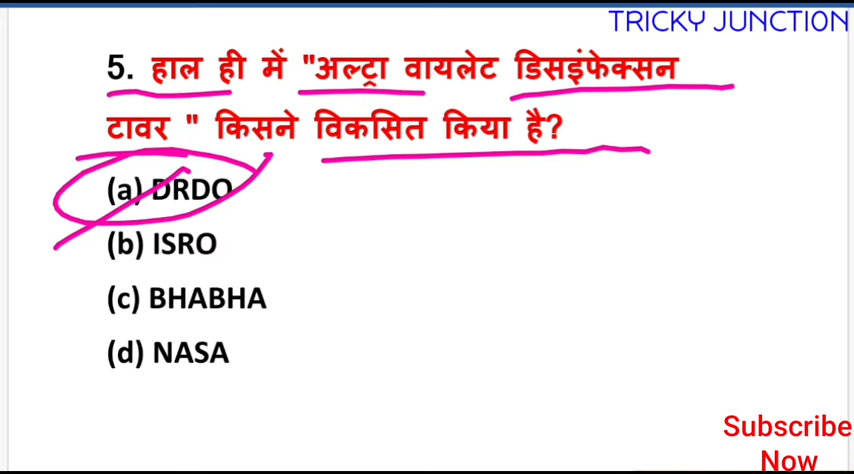 TRICKY JUNCTION
5. हाल ही में "अल्ट्रा वायलेट डिसइंफेक्सन
टावर " किसने विकसित किया है?
(a) DRDO
(b) ISRO
(c) BHABHA
(d) NASA
Subscribe
Now